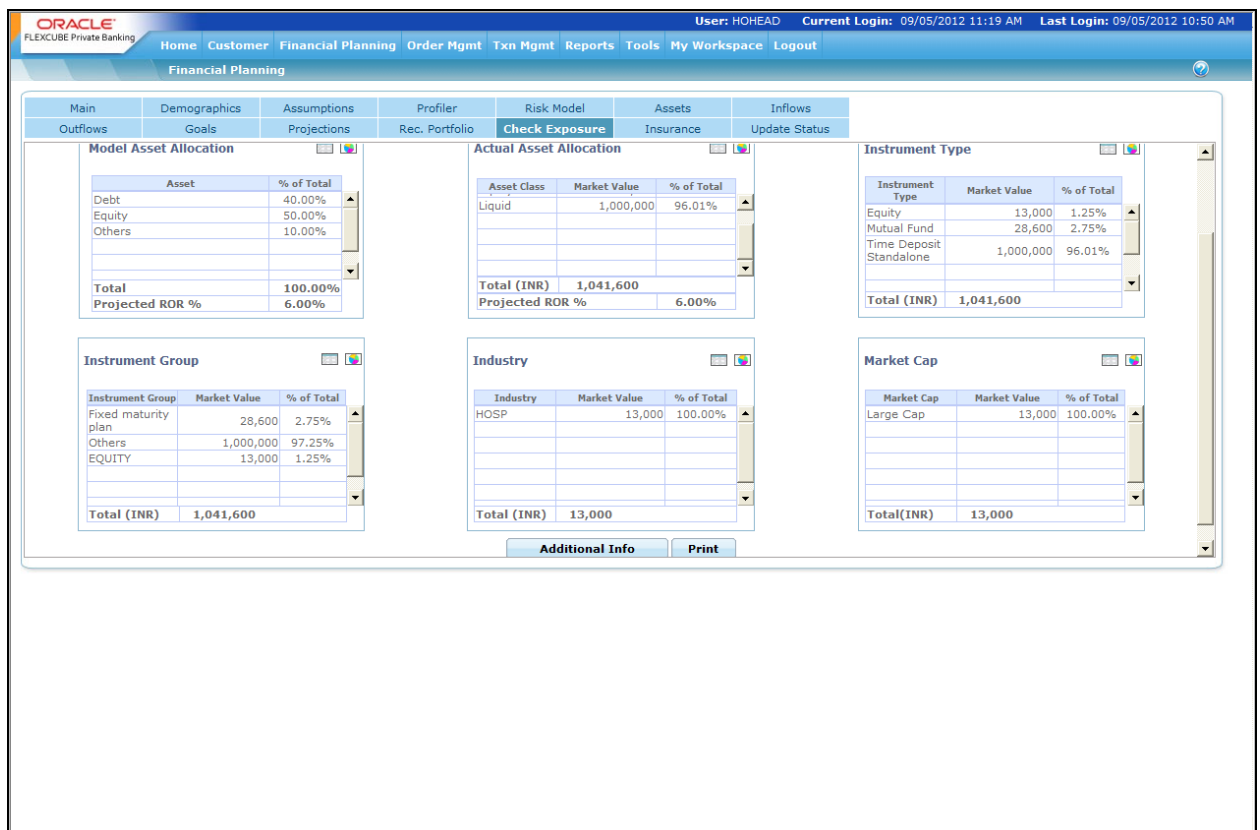 ORACLE
FLEXCUBE Private Banking
User: HOHEAD Current Login: 09/05/2012 11:19 AM Last Login: 09/05/2012 10:50 AM
Home Customer Financial Planning Order Mgmt Txn Mgmt Reports Tools My Workspace Logout
Financial Planning
Main Demographics Assumptions Profiler Risk Model Assets Inflows
Outflows Goals Projections Rec. Portfolio Check Exposure Insurance Update Status
Model Asset Allocation
Asset % of Total
Debt 40.00%
Equity 50.00%
Others 10.00%
Total 100.00%
Projected ROR % 6.00%
Actual Asset Allocation
Asset Class Market Value % of Total
Liquid 1,000,000 96.01%
Total (INR) 1,041,600
Projected ROR % 6.00%
Instrument Type
Instrument Type Market Value % of Total
Equity 13,000 1.25%
Mutual Fund 28,600 2.75%
Time Deposit
Standalone 1,000,000 96.01%
Total (INR) 1,041,600
Instrument Group
Instrument Group Market Value % of Total
Fixed maturity
plan 28,600 2.75%
Others 1,000,000 97.25%
EQUITY 13,000 1.25%
Total (INR) 1,041,600
Industry
Industry Market Value % of Total
HOSP 13,000 100.00%
Total (INR) 13,000
Market Cap
Market Cap Market Value % of Total
Large Cap 13,000 100.00%
Total(INR) 13,000
Additional Info Print